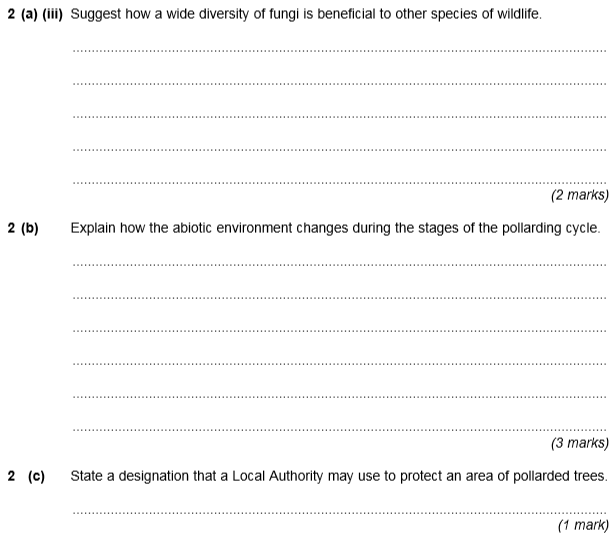 2 (a) (iii) Suggest how a wide diversity of fungi is beneficial to other species of wildlife.
(2 marks)
2 (b) Explain how the abiotic environment changes during the stages of the pollarding cycle.
(3 marks)
2 (c) State a designation that a Local Authority may use to protect an area of pollarded trees.
(1 mark)